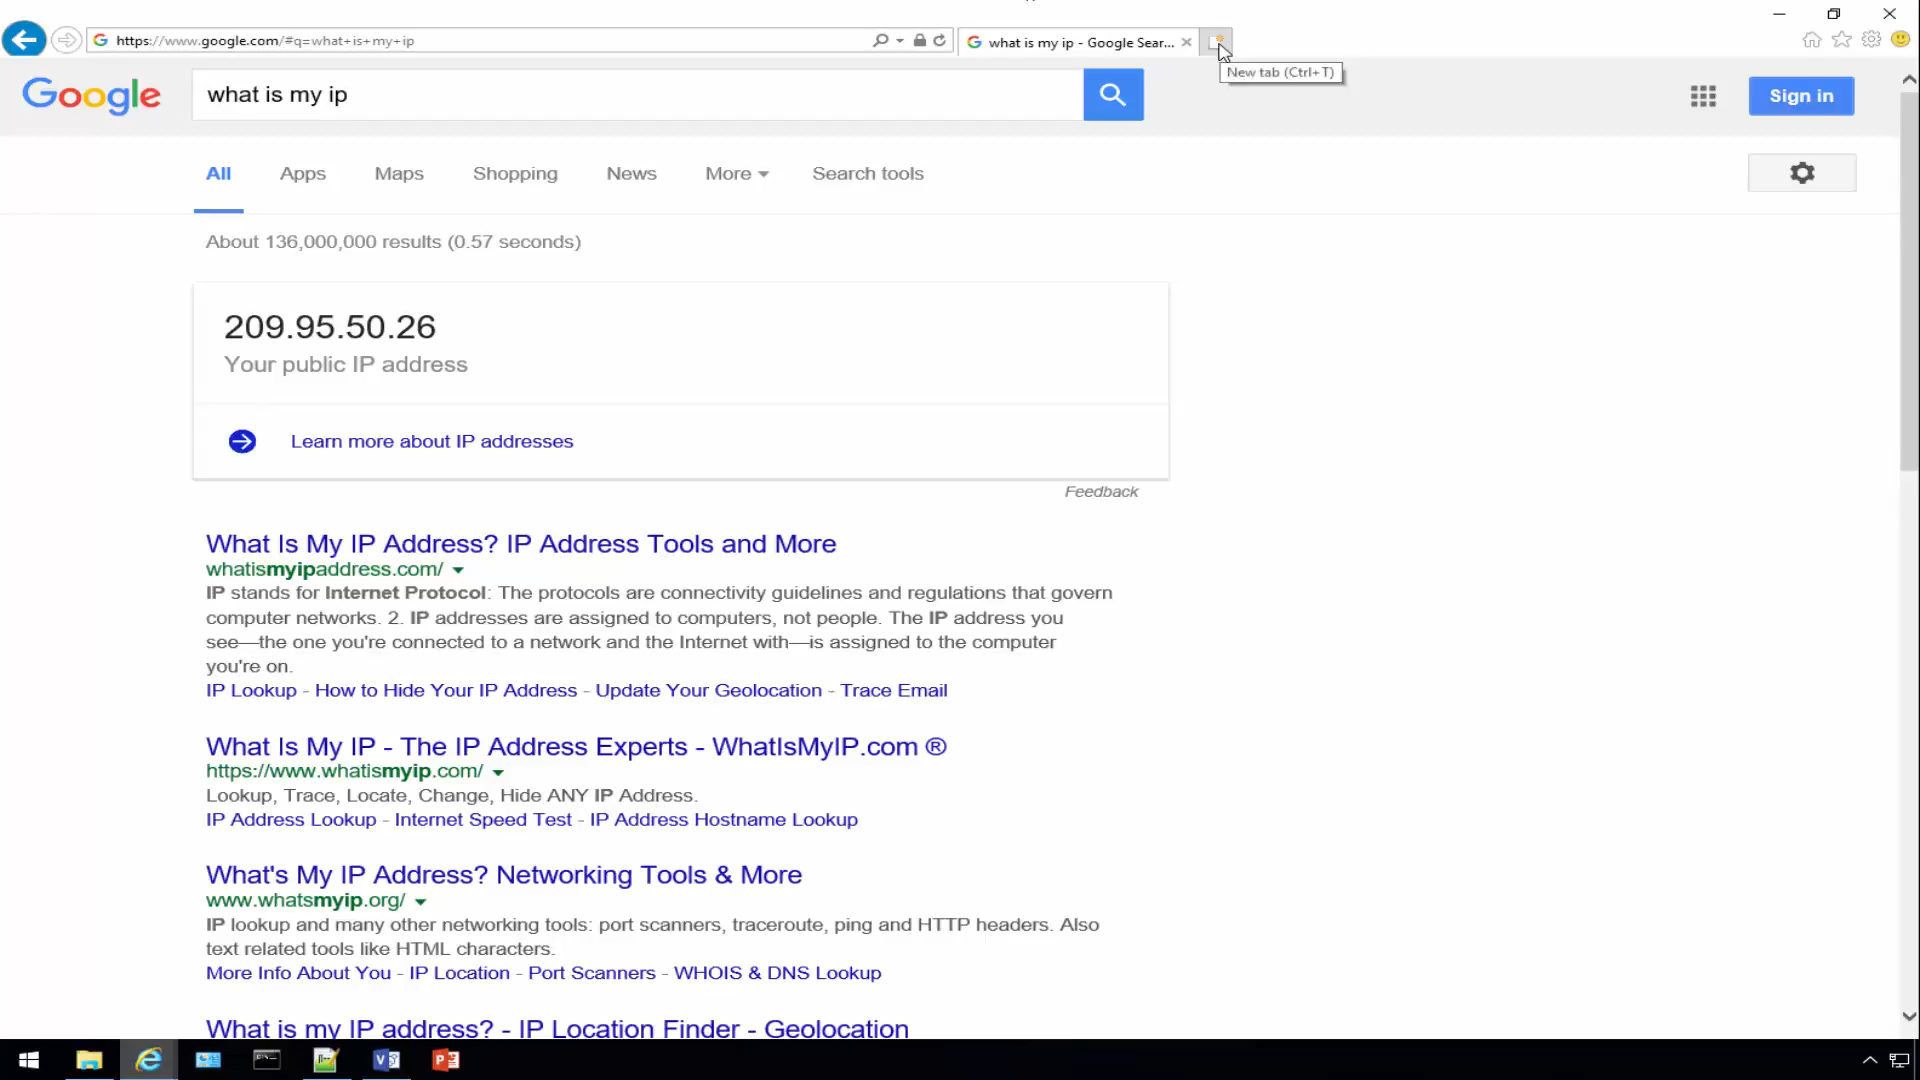 https://www.google.com/#q=what+is+my+ip
what is my ip - Google Sear...
New tab (Ctrl+T)
Google
what is my ip
Sign in
All
Apps
Maps
Shopping
News
More
Search tools
About 136,000,000 results (0.57 seconds)
209.95.50.26
Your public IP address
Learn more about IP addresses
Feedback
What Is My IP Address? IP Address Tools and More
whatismyipaddress.com/
IP stands for Internet Protocol: The protocols are connectivity guidelines and regulations that govern
computer networks. 2. IP addresses are assigned to computers, not people. The IP address you
see—the one you're connected to a network and the Internet with—is assigned to the computer
you're on.
IP Lookup - How to Hide Your IP Address - Update Your Geolocation - Trace Email
What Is My IP - The IP Address Experts - WhatIsMyIP.com ®
https://www.whatismyip.com/
Lookup, Trace, Locate, Change, Hide ANY IP Address.
IP Address Lookup - Internet Speed Test - IP Address Hostname Lookup
What's My IP Address? Networking Tools & More
www.whatsmyip.org/
IP lookup and many other networking tools: port scanners, traceroute, ping and HTTP headers. Also
text related tools like HTML characters.
More Info About You - IP Location - Port Scanners - WHOIS & DNS Lookup
What is my IP address? - IP Location Finder - Geolocation